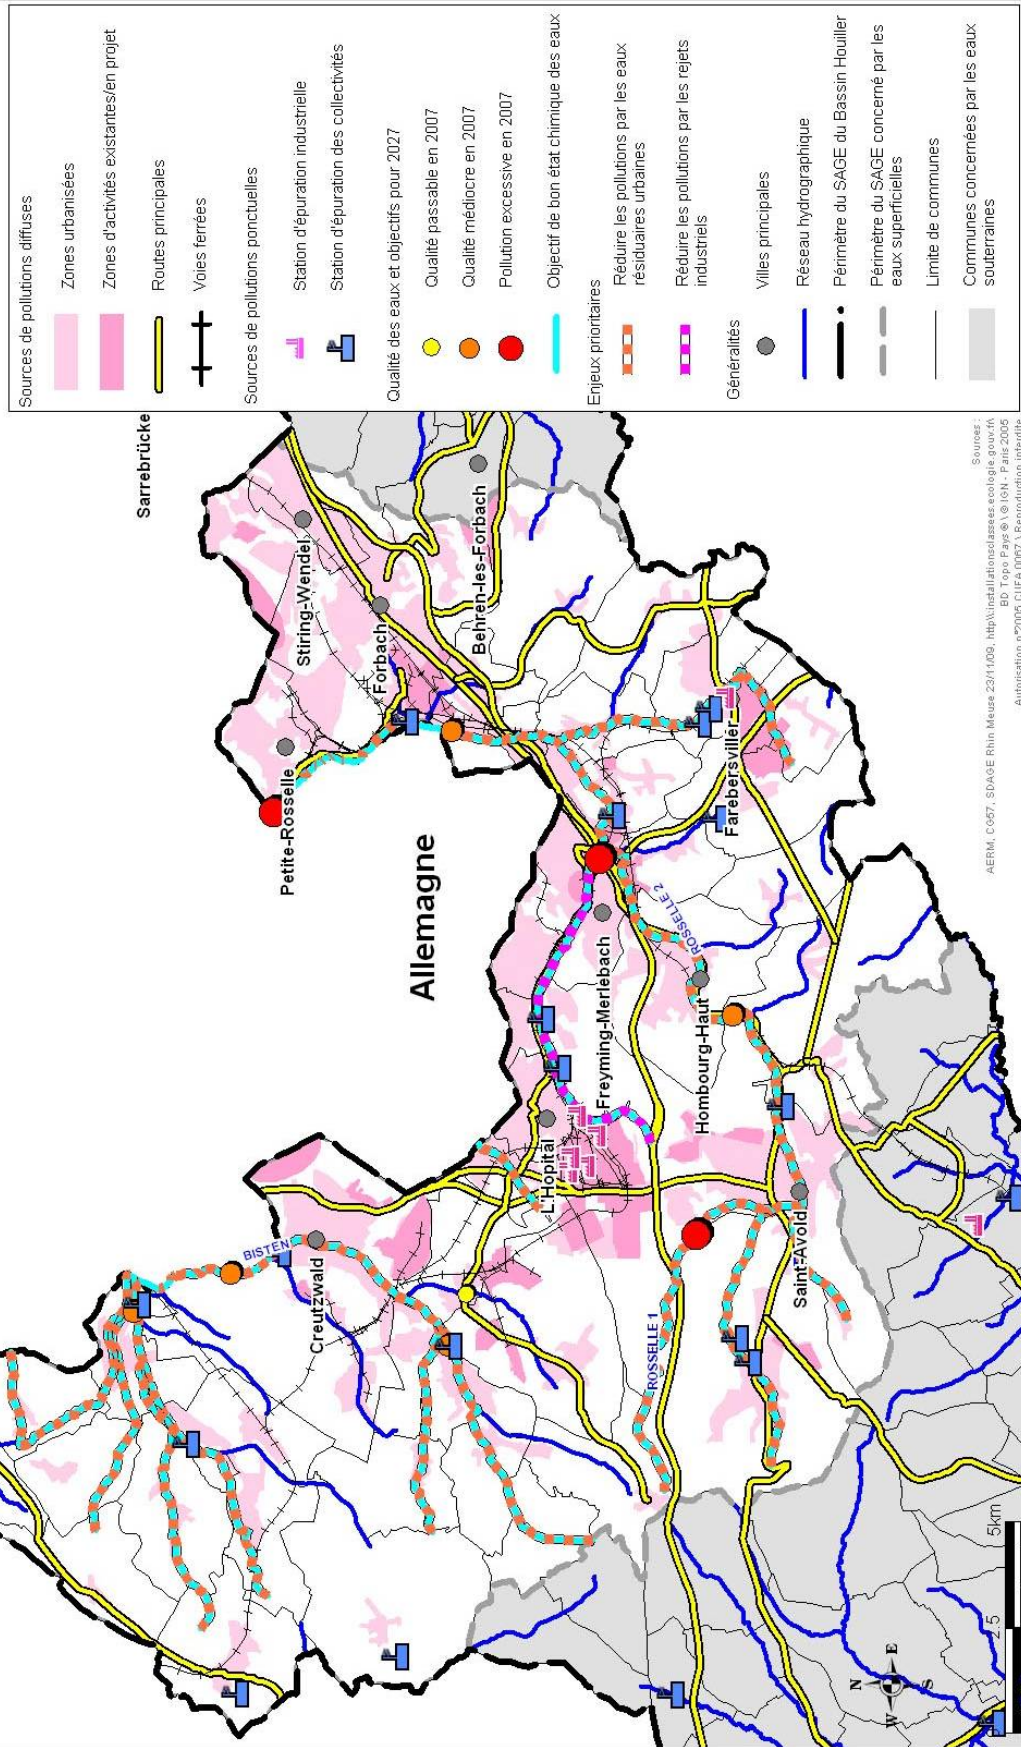 Sources de pollutions diffuses
Zones urbanisées
Zones d'activités existantes/en projet
Routes principales
Voies ferrées
Sources de pollutions ponctuelles
Station d'épuration industrielle
Station d'épuration des collectivités
Qualité des eaux et objectifs pour 2027
Qualité passable en 2007
Qualité médiocre en 2007
Pollution excessive en 2007
Objectif de bon état chimique des eaux
Enjeux prioritaires
Réduire les pollutions par les eaux
résiduaires urbaines
Réduire les pollutions par les rejets
industriels
Généralités
Villes principales
Réseau hydrographique
Périmètre du SAGE du Bassin Houiller
Périmètre du SAGE concerné par les
eaux superficielles
Limite de communes
Communes concernées par les eaux
souterraines
Sarrebrücke
Stiring-Wendel
Forbach
Behren-les-Forbach
Petite-Rosselle
Allemagne
Farebersviller
Freyming-Merlebach
ROSSELLE 2
Hombourg-Haut
L'Hopital
Saint-Avold
BISTEN
Creutzwald
ROSSELLE 1
N
W
E
S
2.5
5km
Sources :
AERM, CG57, SDAGE Rhin Meuse 23/11/09, http\\:installationsclassees.ecologie.gouv.fr\
BD Topo Pays ® \ @ IGN - Paris 2005
Autorisation n°2005 CUFA 0067 \ Reproduction interdite